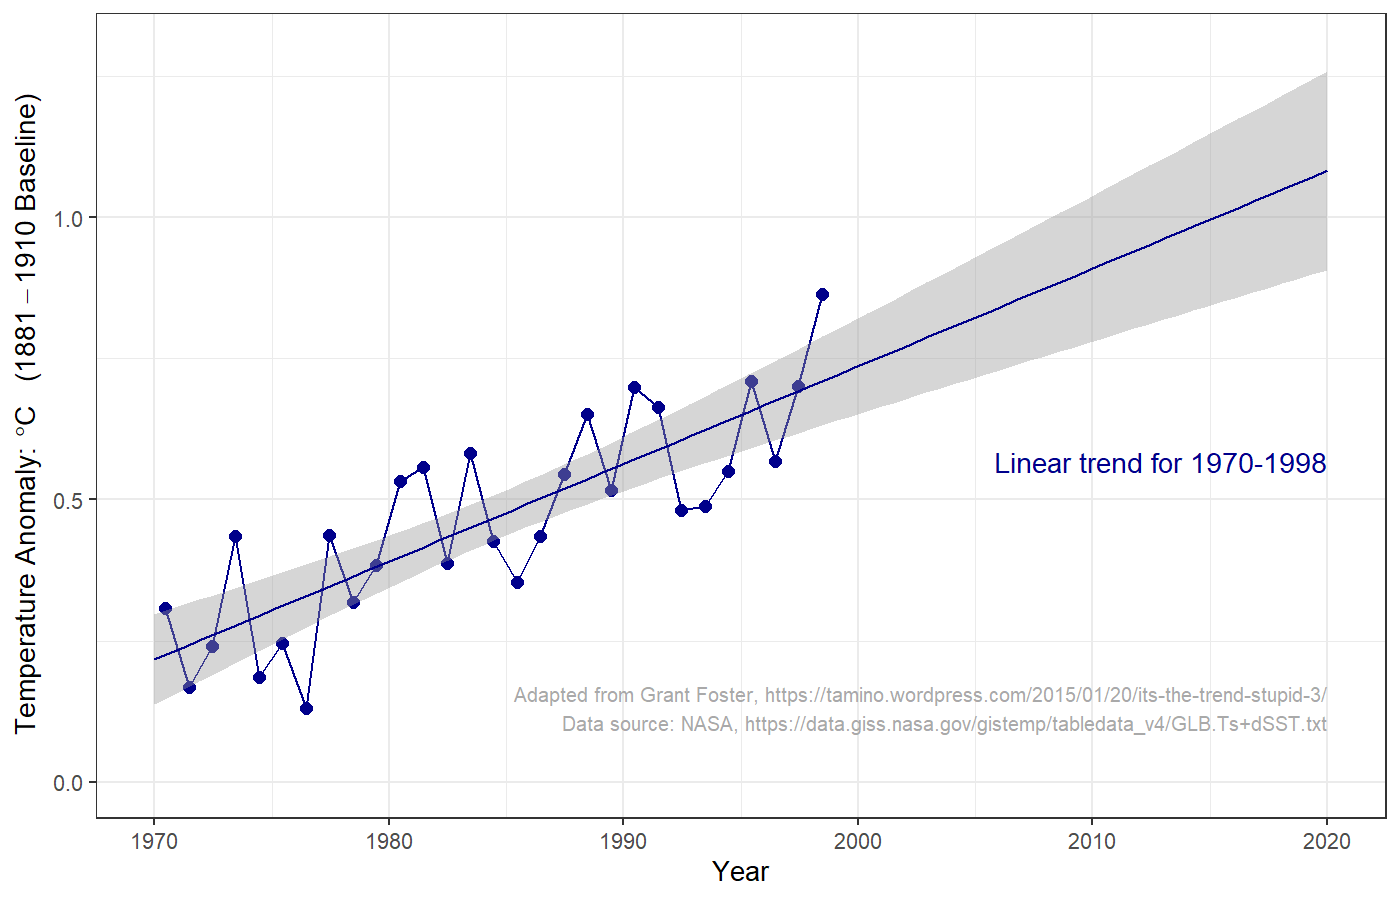 Temperature Anomaly: °C (1881 – 1910 Baseline)
1.0
0.5
0.0
Linear trend for 1970-1998
Adapted from Grant Foster, https://tamino.wordpress.com/2015/01/20/its-the-trend-stupid-3/
Data source: NASA, https://data.giss.nasa.gov/gistemp/tabledata_v4/GLB.Ts+dSST.txt
1970 1980 1990 2000 2010 2020
Year